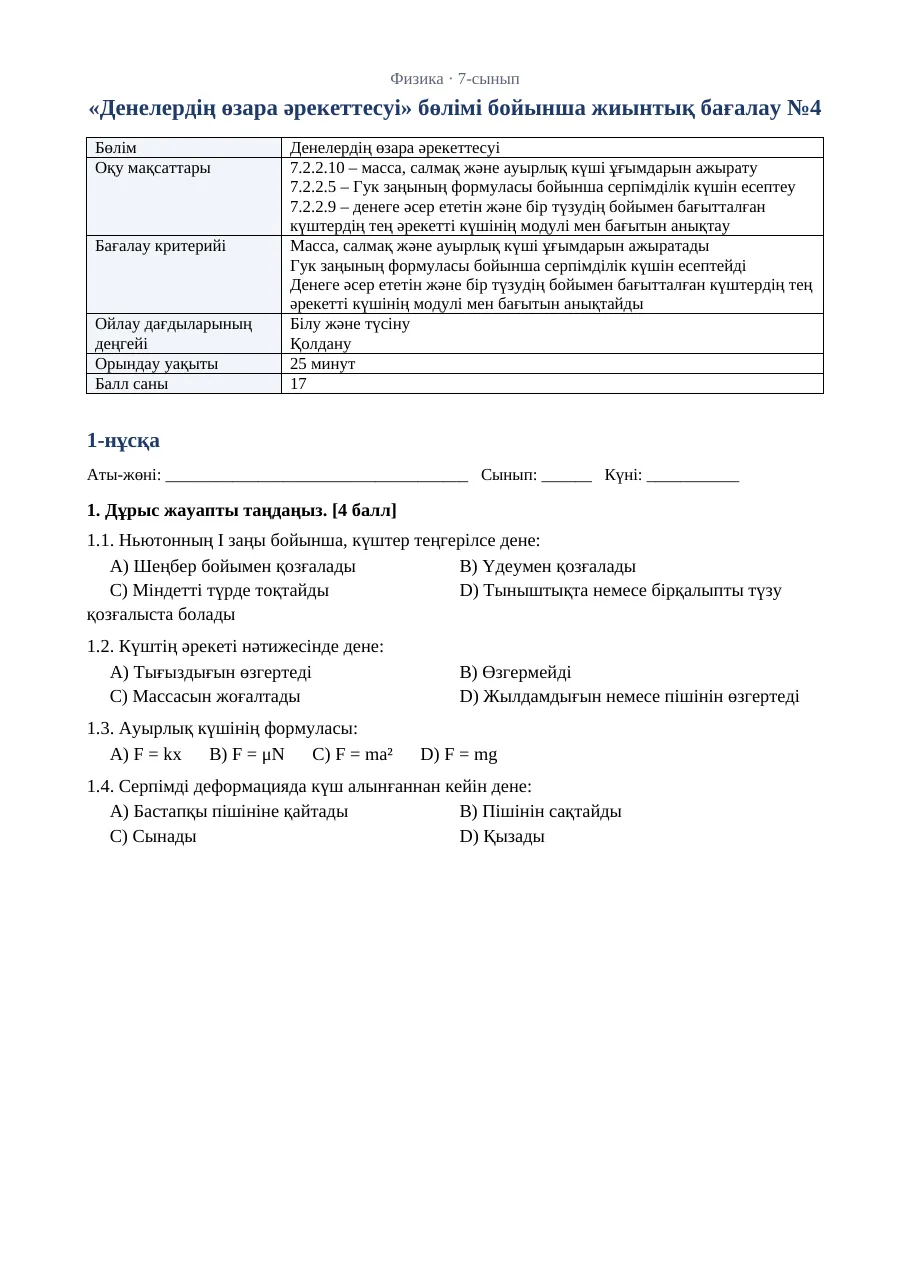 Физика · 7-сынып
«Денелердің өзара әрекеттесуі» бөлімі бойынша жиынтық бағалау №4
Бөлім Денелердің өзара әрекеттесуі
Оқу мақсаттары 7.2.2.10 – масса, салмақ және ауырлық күші ұғымдарын ажырату
7.2.2.5 – Гук заңының формуласы бойынша серпімділік күшін есептеу
7.2.2.9 – денеге әсер ететін және бір түзудің бойымен бағытталған
күштердің тең әрекетті күшінің модулі мен бағытын анықтау
Бағалау критерийі Масса, салмақ және ауырлық күші ұғымдарын ажыратады
Гук заңының формуласы бойынша серпімділік күшін есептейді
Денеге әсер ететін және бір түзудің бойымен бағытталған күштердің тең
әрекетті күшінің модулі мен бағытын анықтайды
Ойлау дағдыларының Білу және түсіну
деңгейі Қолдану
Орындау уақыты 25 минут
Балл саны 17
1-нұсқа
Аты-жөні: ____________________________________ Сынып: ______ Күні: ___________
1. Дұрыс жауапты таңдаңыз. [4 балл]
1.1. Ньютонның I заңы бойынша, күштер теңгерілсе дене:
A) Шеңбер бойымен қозғалады B) Үдеумен қозғалады
C) Міндетті түрде тоқтайды D) Тыныштықта немесе бірқалыпты түзу
қозғалыста болады
1.2. Күштің әрекеті нәтижесінде дене:
A) Тығыздығын өзгертеді B) Өзгермейді
C) Массасын жоғалтады D) Жылдамдығын немесе пішінін өзгертеді
1.3. Ауырлық күшінің формуласы:
A) F = kx B) F = μN C) F = ma² D) F = mg
1.4. Серпімді деформацияда күш алынғаннан кейін дене:
A) Бастапқы пішініне қайтады B) Пішінін сақтайды
C) Сынады D) Қызады